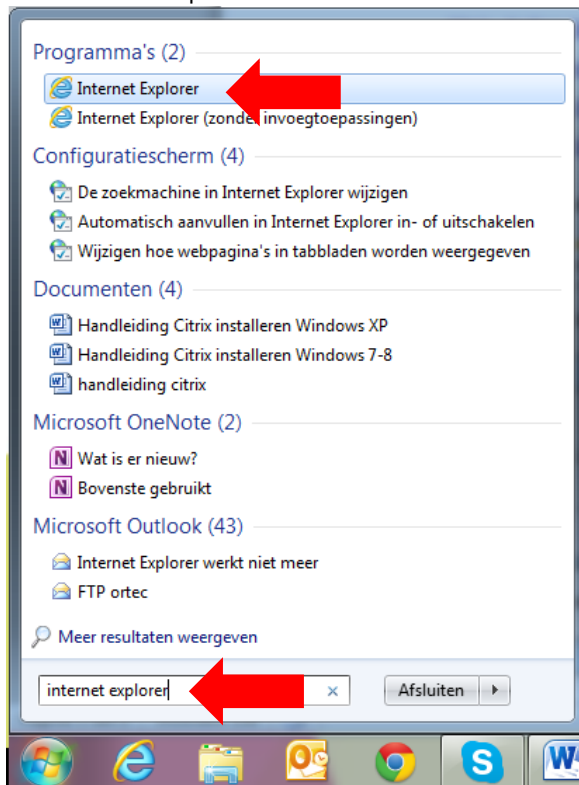 Programma's (2)
Internet Explorer
Internet Explorer (zonder invoegtoepassingen)
Configuratiescherm (4)
De zoekmachine in Internet Explorer wijzigen
Automatisch aanvullen in Internet Explorer in- of uitschakelen
Wijzigen hoe webpagina's in tabbladen worden weergegeven
Documenten (4)
Handleiding Citrix installeren Windows XP
Handleiding Citrix installeren Windows 7-8
handleiding citrix
Microsoft OneNote (2)
Wat is er nieuw?
Bovenste gebruikt
Microsoft Outlook (43)
Internet Explorer werkt niet meer
FTP ortec
Meer resultaten weergeven
internet explorer
Afsluiten